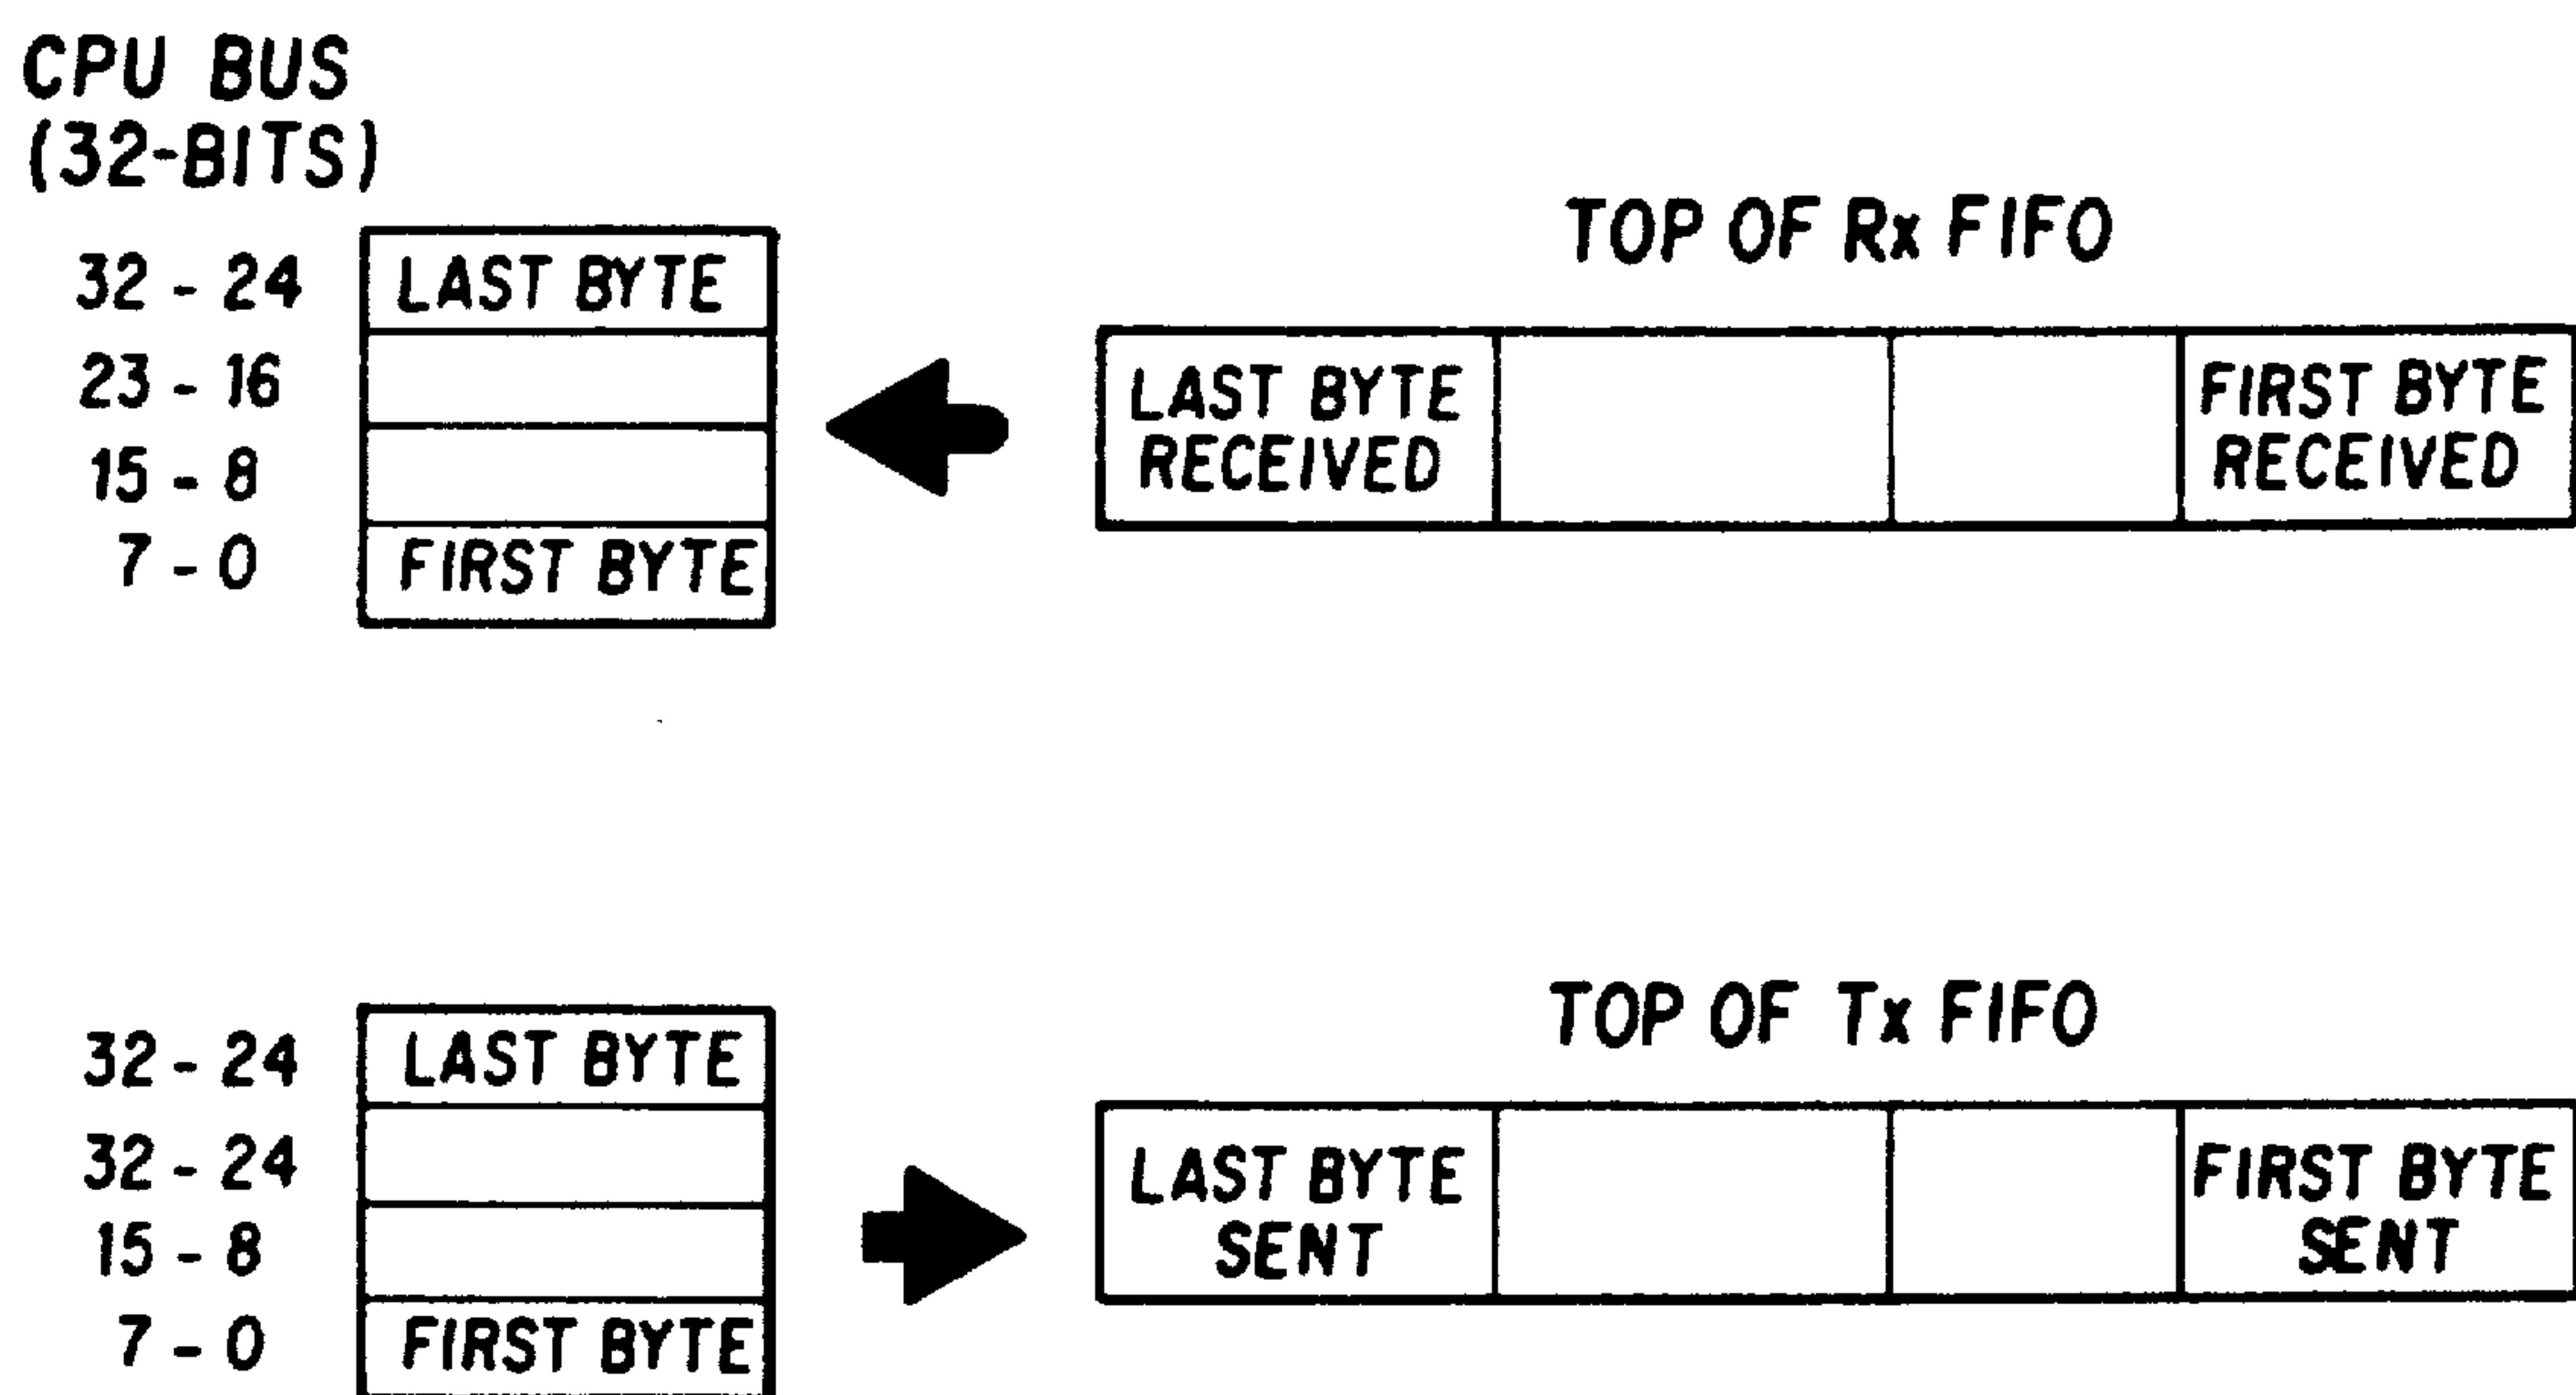 CPU BUS
(32-BITS)
TOP OF Rx FIFO
32 - 24 LAST BYTE
23 - 16
15 - 8
7 - 0 FIRST BYTE
LAST BYTE
RECEIVED
FIRST BYTE
RECEIVED
TOP OF Tx FIFO
32 - 24 LAST BYTE
32 - 24
15 - 8
7 - 0 FIRST BYTE
LAST BYTE
SENT
FIRST BYTE
SENT